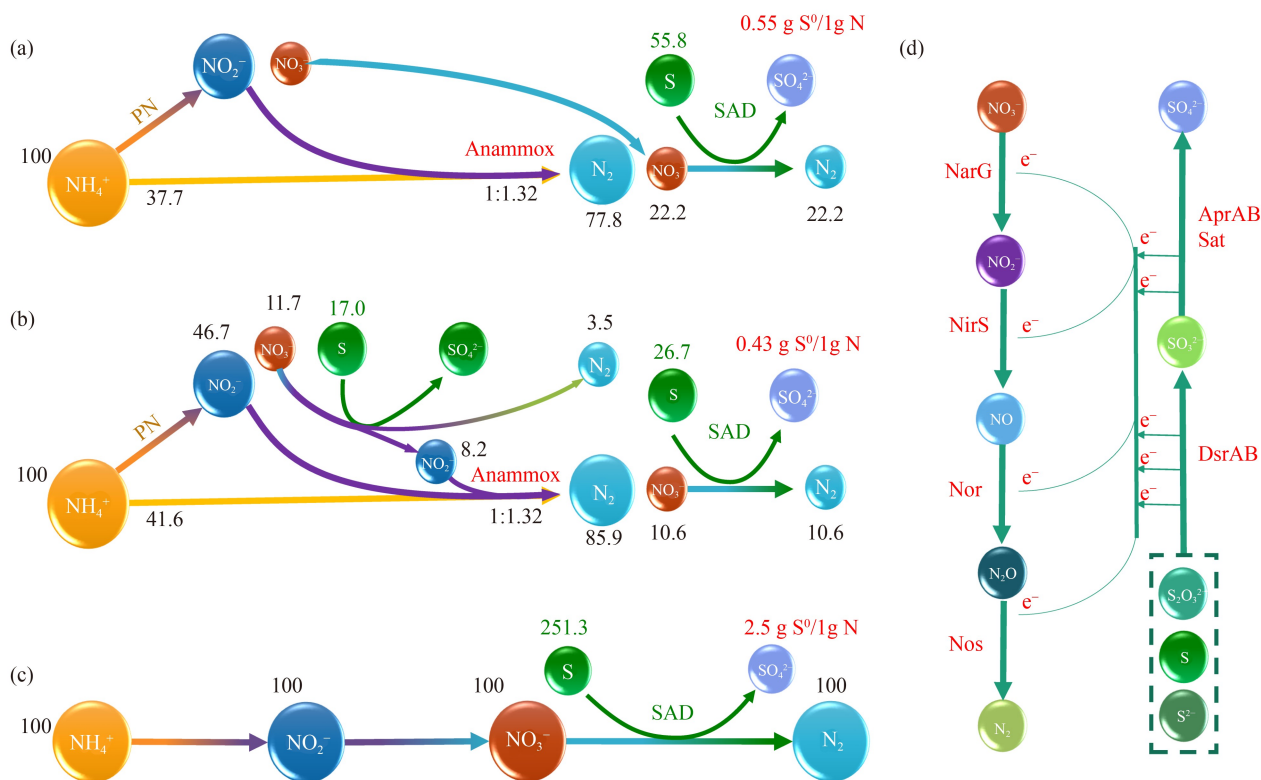 (a)
100
NH₄⁺
PN
NO₂⁻
NO₃⁻
37.7
Anammox
1:1.32
N₂
77.8
NO₃⁻
22.2
55.8
S
SAD
0.55 g S⁰/1g N
SO₄²⁻
N₂
22.2
(b)
100
NH₄⁺
PN
46.7
NO₂⁻
11.7
NO₃⁻
17.0
S
SO₄²⁻
3.5
N₂
8.2
NO₂⁻
41.6
Anammox
1:1.32
N₂
85.9
NO₃⁻
10.6
26.7
S
SAD
0.43 g S⁰/1g N
SO₄²⁻
N₂
10.6
(c)
100
NH₄⁺
100
NO₂⁻
100
NO₃⁻
251.3
S
SAD
2.5 g S⁰/1g N
SO₄²⁻
100
N₂
(d)
NO₃⁻
NarG
e⁻
NO₂⁻
NirS
e⁻
NO
Nor
e⁻
N₂O
Nos
e⁻
N₂
SO₄²⁻
AprAB
Sat
e⁻
e⁻
SO₃²⁻
DsrAB
e⁻
e⁻
e⁻
S₂O₃²⁻
S
S²⁻